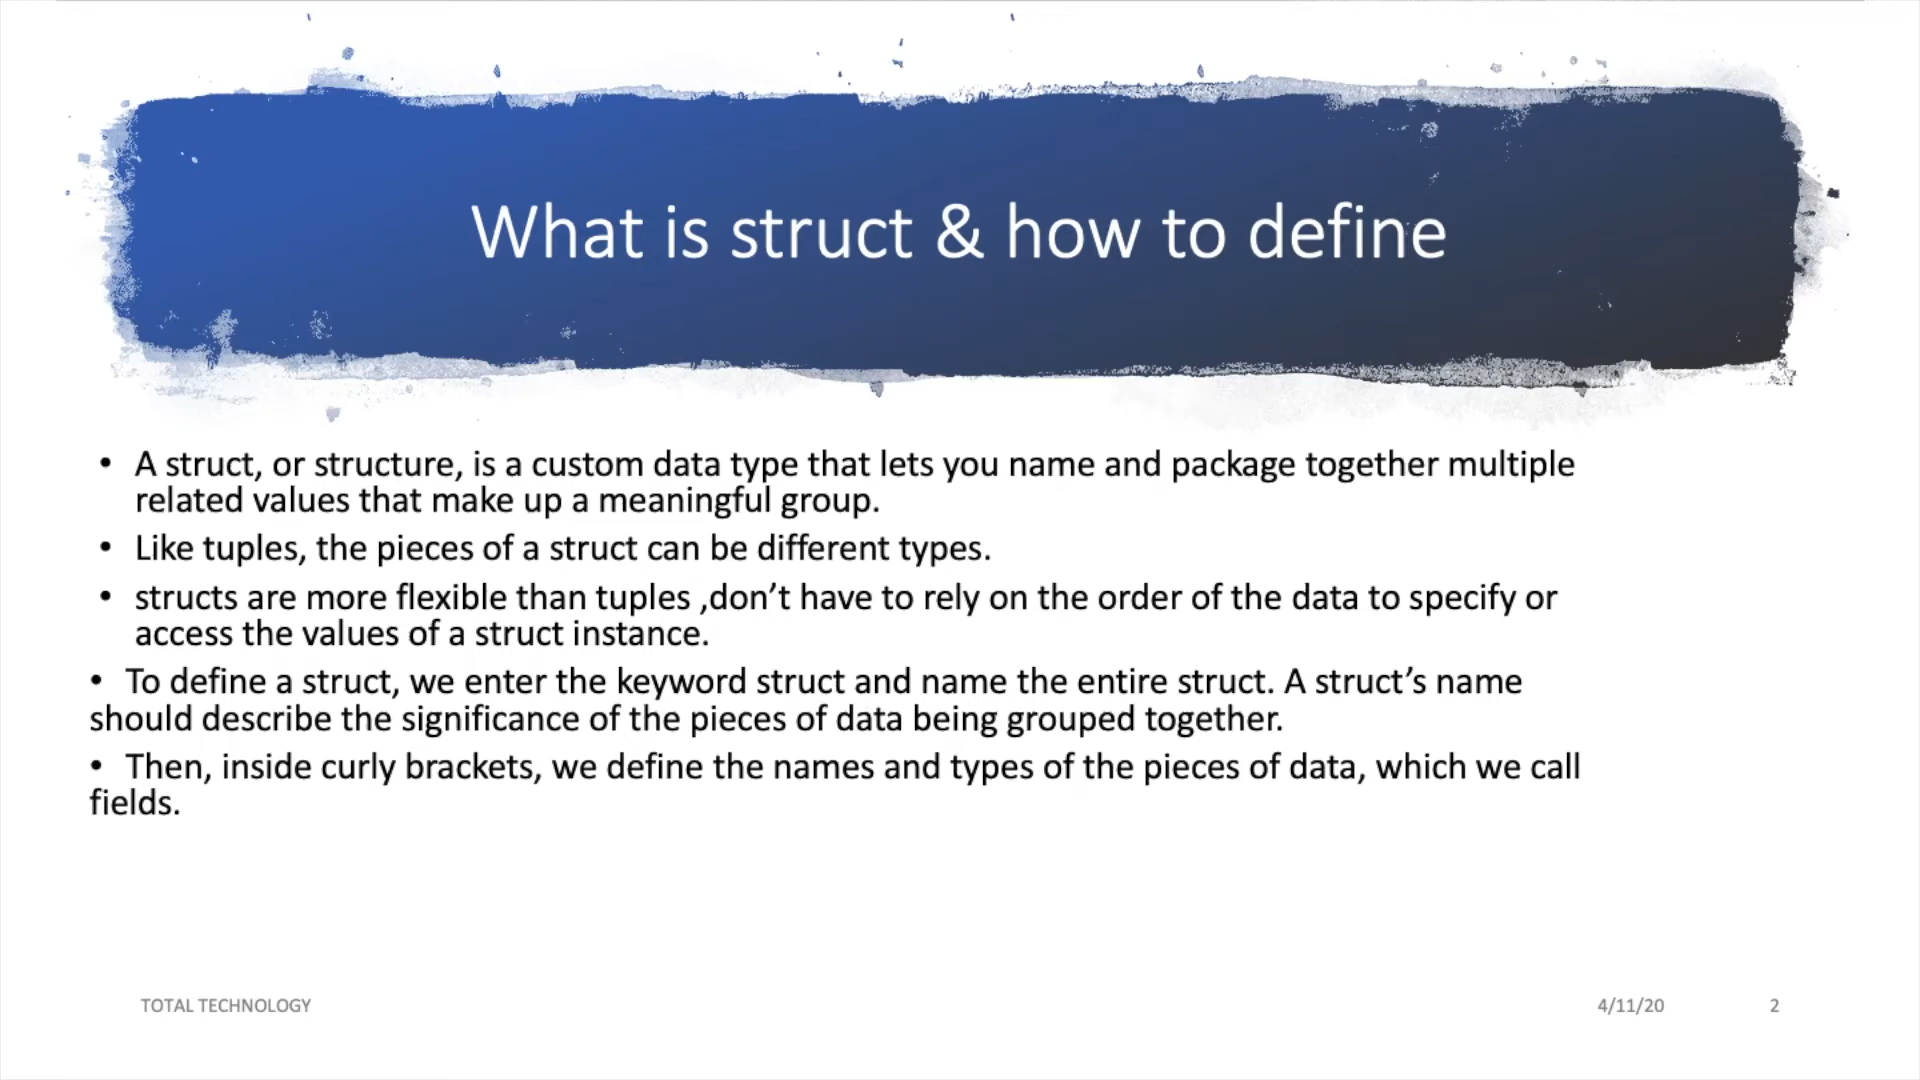 What is struct & how to define
• A struct, or structure, is a custom data type that lets you name and package together multiple
related values that make up a meaningful group.
• Like tuples, the pieces of a struct can be different types.
• structs are more flexible than tuples ,don’t have to rely on the order of the data to specify or
access the values of a struct instance.
• To define a struct, we enter the keyword struct and name the entire struct. A struct’s name
should describe the significance of the pieces of data being grouped together.
• Then, inside curly brackets, we define the names and types of the pieces of data, which we call
fields.
TOTAL TECHNOLOGY 4/11/20 2